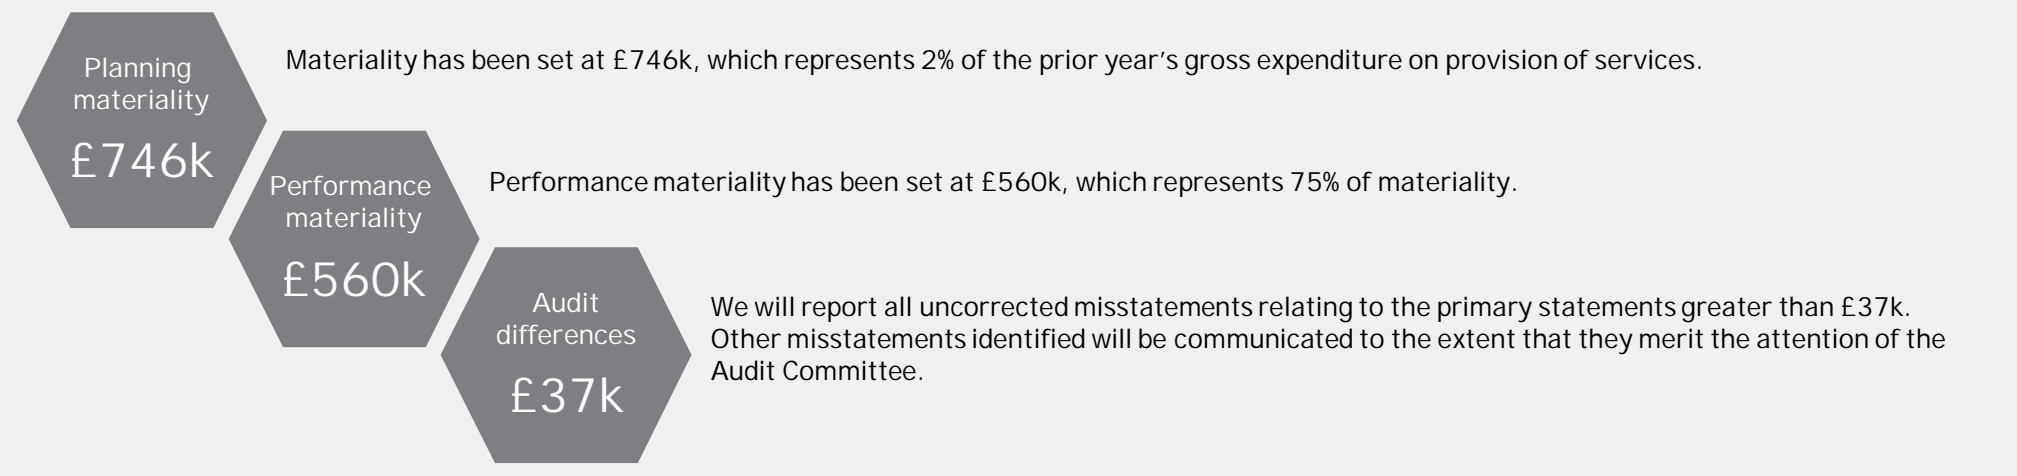 Planning
materiality
£746k
Materiality has been set at £746k, which represents 2% of the prior year’s gross expenditure on provision of services.
Performance
materiality
£560k
Performance materiality has been set at £560k, which represents 75% of materiality.
Audit
differences
£37k
We will report all uncorrected misstatements relating to the primary statements greater than £37k.
Other misstatements identified will be communicated to the extent that they merit the attention of the
Audit Committee.